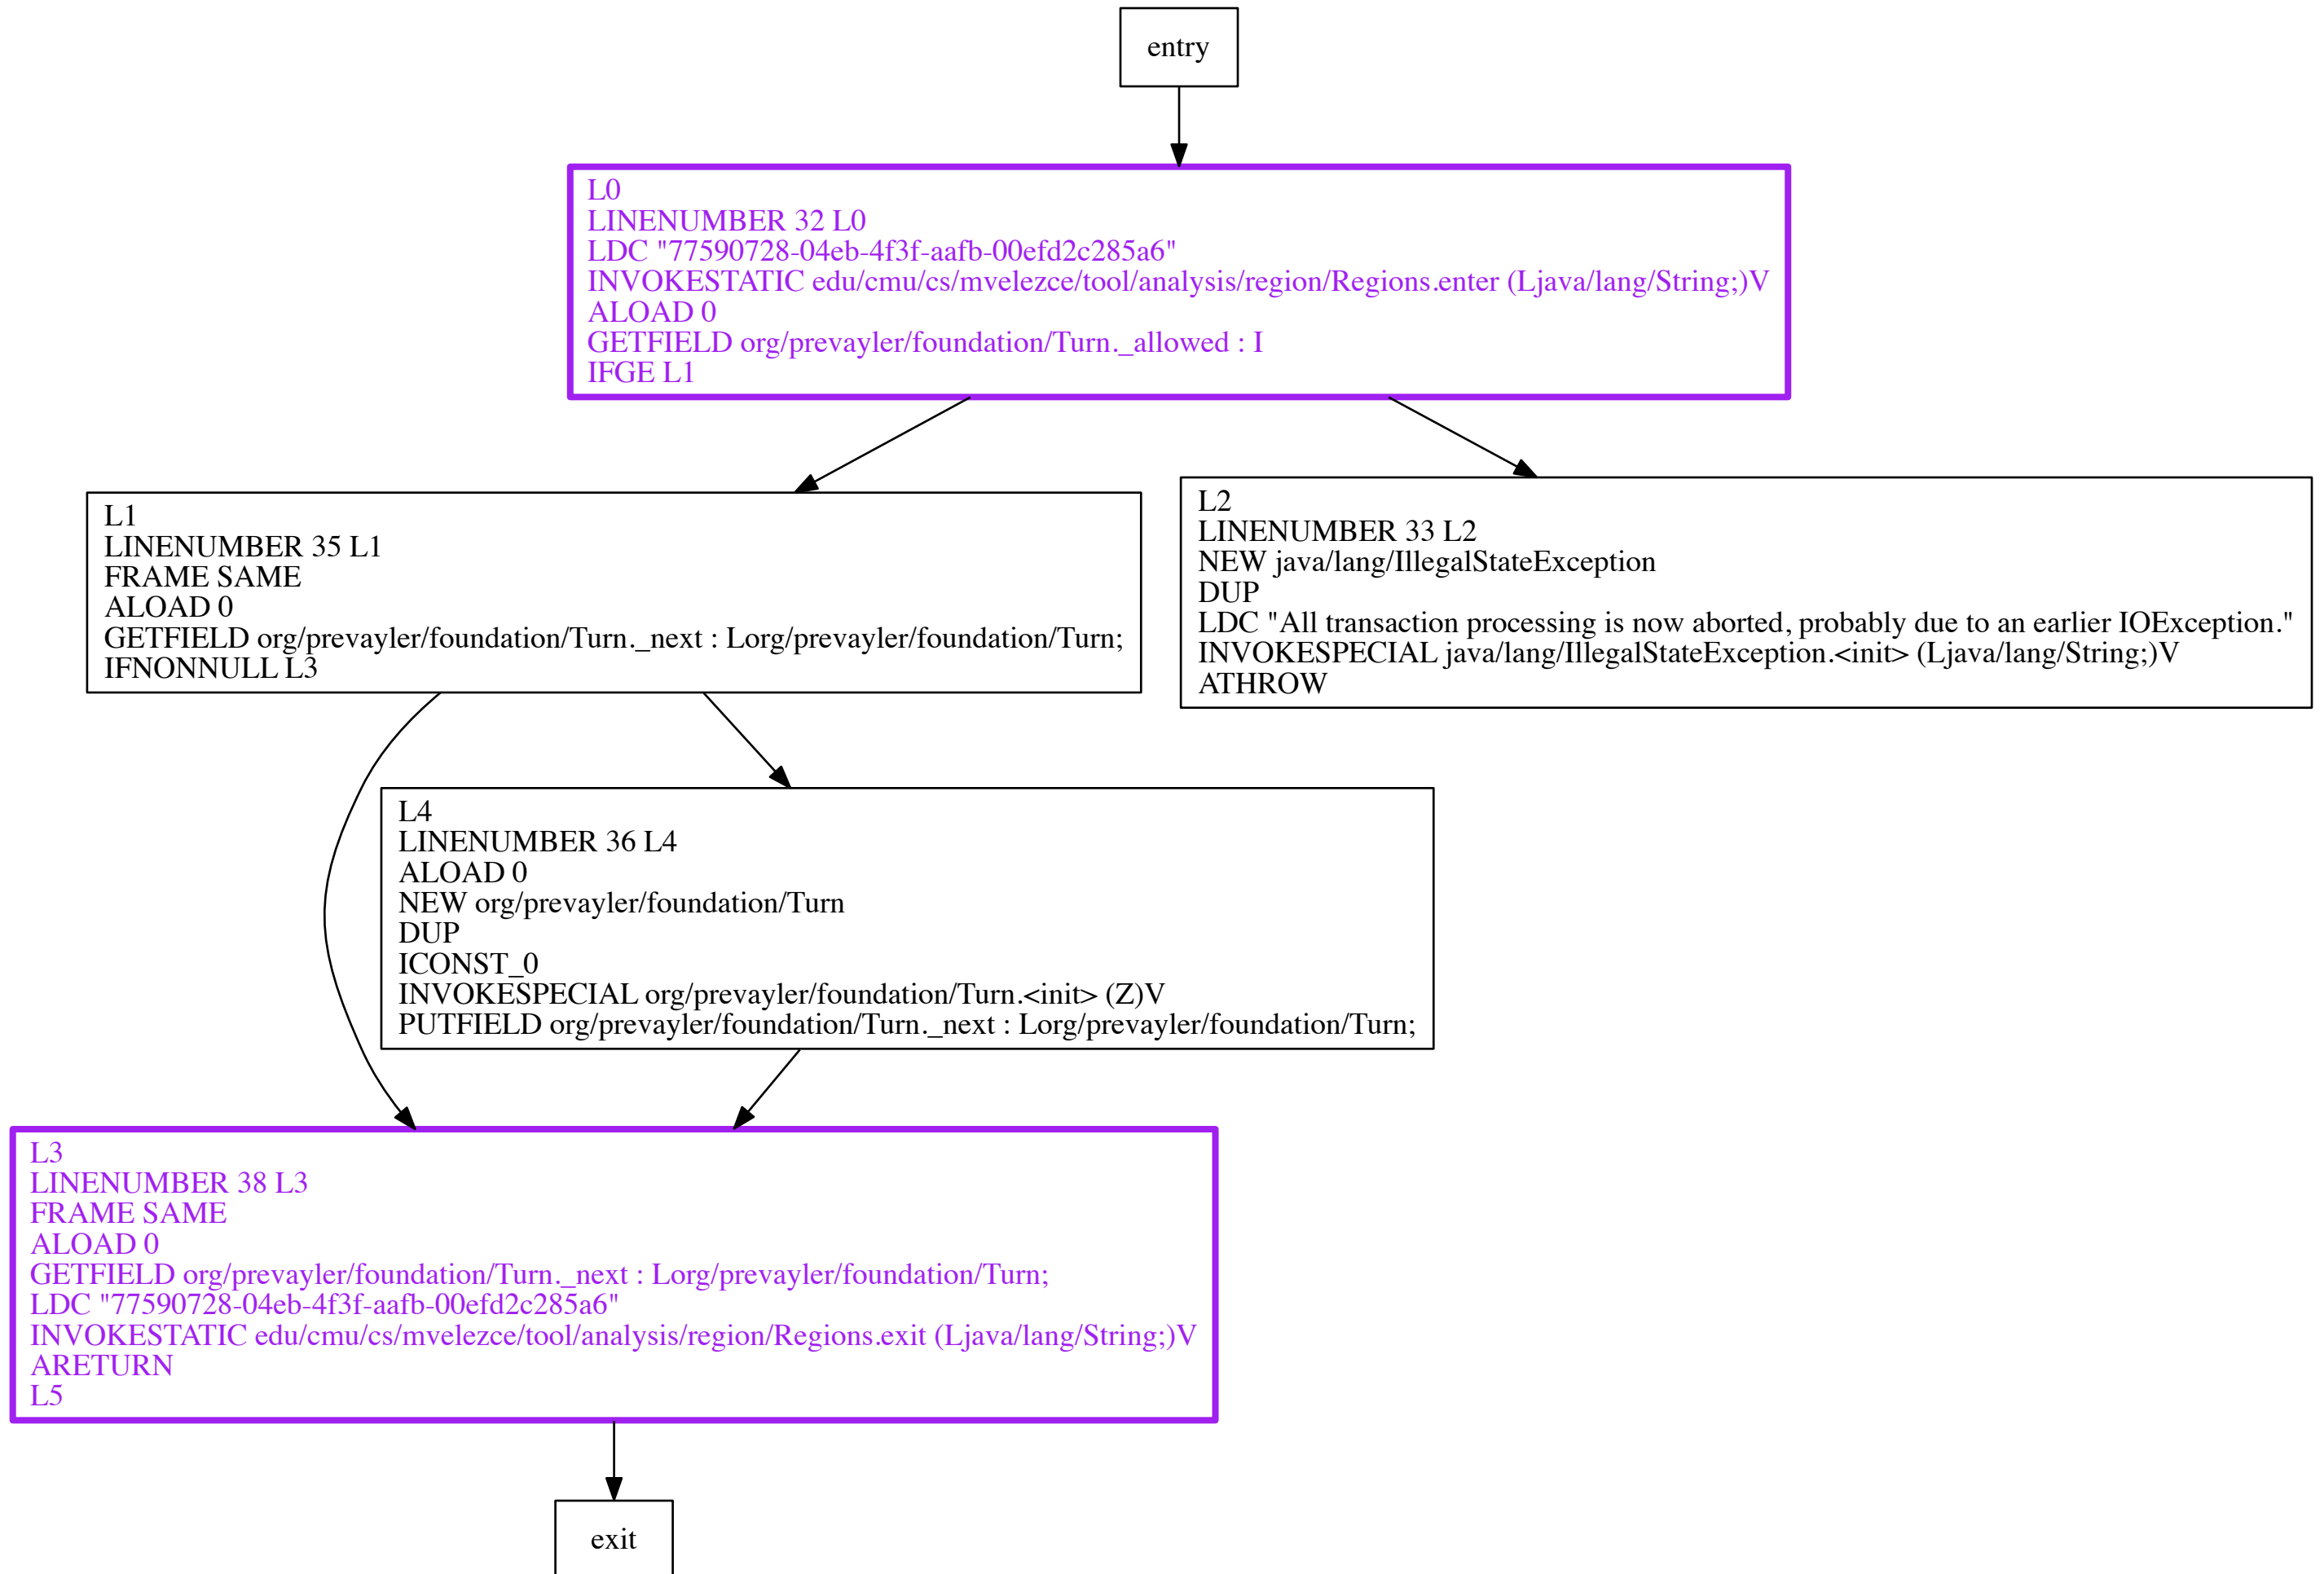 entry
L0
LINENUMBER 32 L0
LDC "77590728-04eb-4f3f-aafb-00efd2c285a6"
INVOKESTATIC edu/cmu/cs/mvelezce/tool/analysis/region/Regions.enter (Ljava/lang/String;)V
ALOAD 0
GETFIELD org/prevayler/foundation/Turn._allowed : I
IFGE L1
L1
LINENUMBER 35 L1
FRAME SAME
ALOAD 0
GETFIELD org/prevayler/foundation/Turn._next : Lorg/prevayler/foundation/Turn;
IFNONNULL L3
L2
LINENUMBER 33 L2
NEW java/lang/IllegalStateException
DUP
LDC "All transaction processing is now aborted, probably due to an earlier IOException."
INVOKESPECIAL java/lang/IllegalStateException.<init> (Ljava/lang/String;)V
ATHROW
L4
LINENUMBER 36 L4
ALOAD 0
NEW org/prevayler/foundation/Turn
DUP
ICONST_0
INVOKESPECIAL org/prevayler/foundation/Turn.<init> (Z)V
PUTFIELD org/prevayler/foundation/Turn._next : Lorg/prevayler/foundation/Turn;
L3
LINENUMBER 38 L3
FRAME SAME
ALOAD 0
GETFIELD org/prevayler/foundation/Turn._next : Lorg/prevayler/foundation/Turn;
LDC "77590728-04eb-4f3f-aafb-00efd2c285a6"
INVOKESTATIC edu/cmu/cs/mvelezce/tool/analysis/region/Regions.exit (Ljava/lang/String;)V
ARETURN
L5
exit